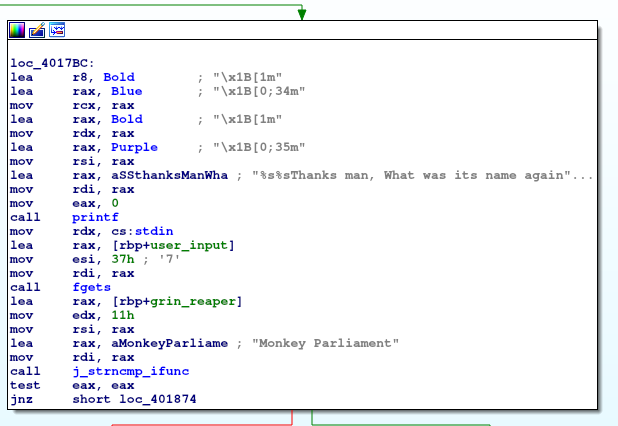 loc_4017BC:
lea     r8, Bold        ; "\x1B[1m"
lea     rax, Blue       ; "\x1B[0;34m"
mov     rcx, rax
lea     rax, Bold       ; "\x1B[1m"
mov     rdx, rax
lea     rax, Purple     ; "\x1B[0;35m"
mov     rsi, rax
lea     rax, aSSthanksManWha ; "%s%sThanks man, What was its name again"...
mov     rdi, rax
mov     eax, 0
call    printf
mov     rdx, cs:stdin
lea     rax, [rbp+user_input]
mov     esi, 37h ; '7'
mov     rdi, rax
call    fgets
lea     rax, [rbp+grin_reaper]
mov     edx, 11h
mov     rsi, rax
lea     rax, aMonkeyParliame ; "Monkey Parliament"
mov     rdi, rax
call    j_strncmp_ifunc
test    eax, eax
jnz     short loc_401874